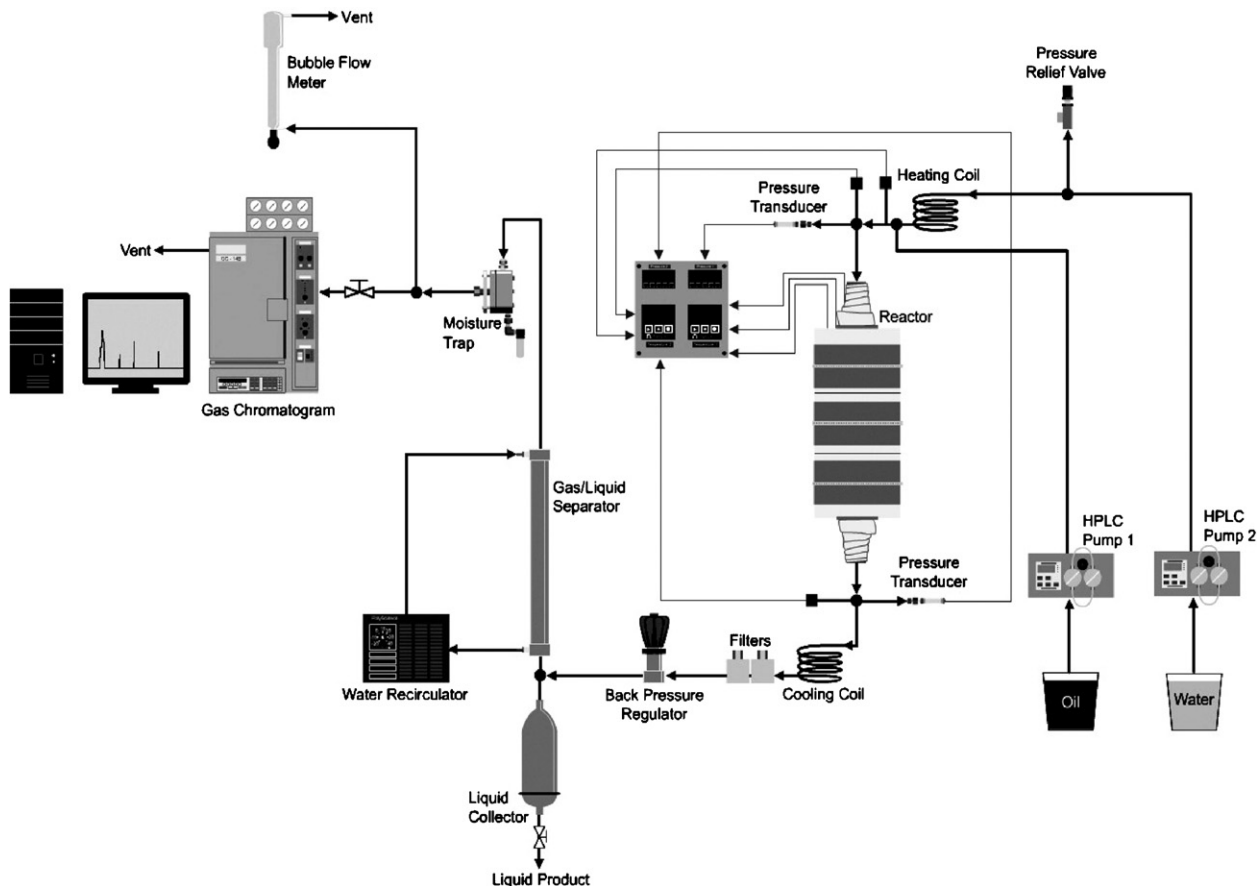 Vent
Bubble Flow
Meter
Pressure
Relief Valve
Heating Coil
Pressure
Transducer
Vent
Moisture
Trap
Reactor
Gas Chromatogram
Gas/Liquid
Separator
HPLC
Pump 1
HPLC
Pump 2
Pressure
Transducer
Filters
Water Recirculator
Back Pressure
Regulator
Cooling Coil
Oil
Water
Liquid
Collector
Liquid Product